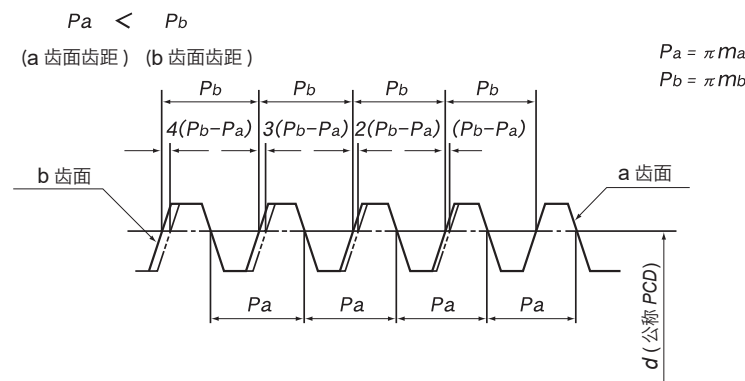 Pa < Pb
(a 齿面齿距) (b 齿面齿距)
Pa = πma
Pb = πmb
Pb Pb Pb Pb
4(Pb−Pa) 3(Pb−Pa) 2(Pb−Pa) (Pb−Pa)
b 齿面
a 齿面
Pa Pa Pa Pa
d (公称 PCD)